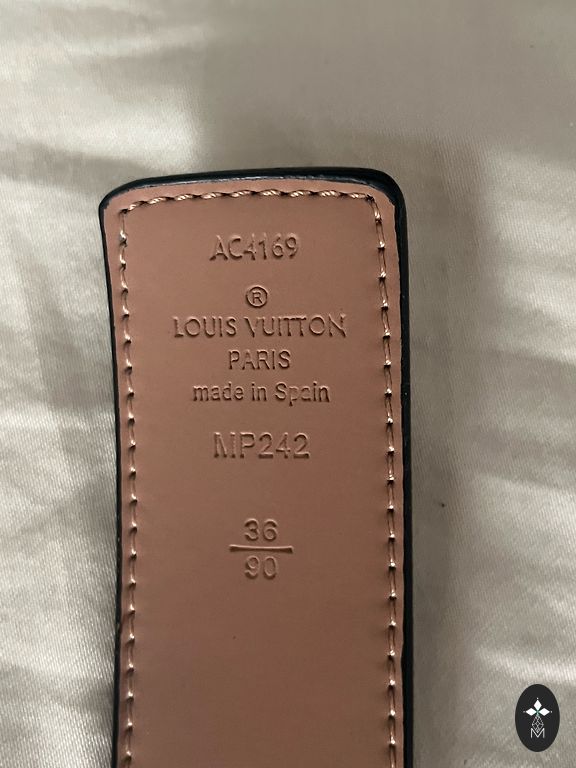 AC4169
®
LOUIS VUITTON
PARIS
made in Spain
MP242
36
90
M